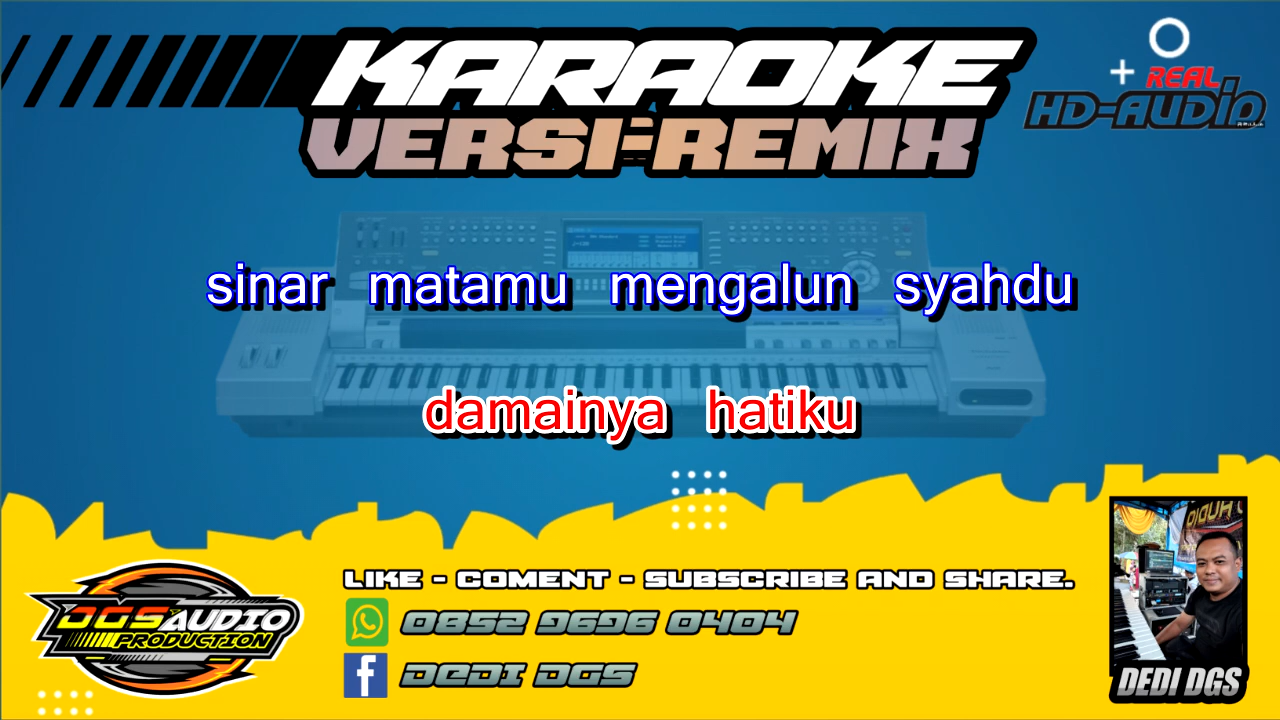 KARAOKE
VERSI-REMIX
+ REAL
HD-AUDIO
sinar matamu mengalun syahdu
damainya hatiku
DGS AUDIO
PRODUCTION
LIKE - COMENT - SUBSCRIBE AND SHARE.
0852 9696 0404
DEDI DGS
DEDI DGS